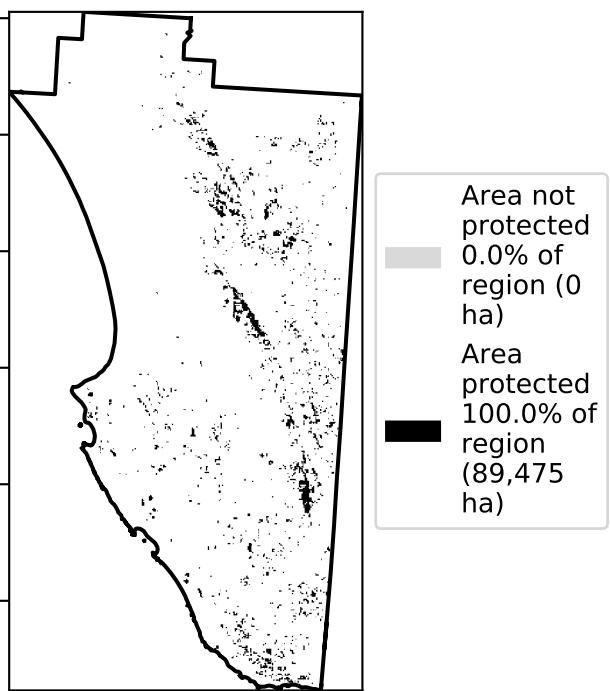 Area not
protected
0.0% of
region (0
ha)
Area
protected
100.0% of
region
(89,475
ha)